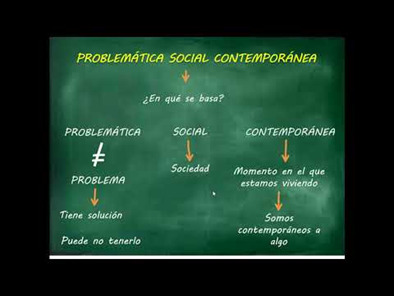 PROBLEMÁTICA SOCIAL CONTEMPORÁNEA
¿En qué se basa?
PROBLEMÁTICA
≠
PROBLEMA
Tiene solución
Puede no tenerlo
SOCIAL
Sociedad
CONTEMPORÁNEA
Momento en el que
estamos viviendo
Somos
contemporáneos a
algo